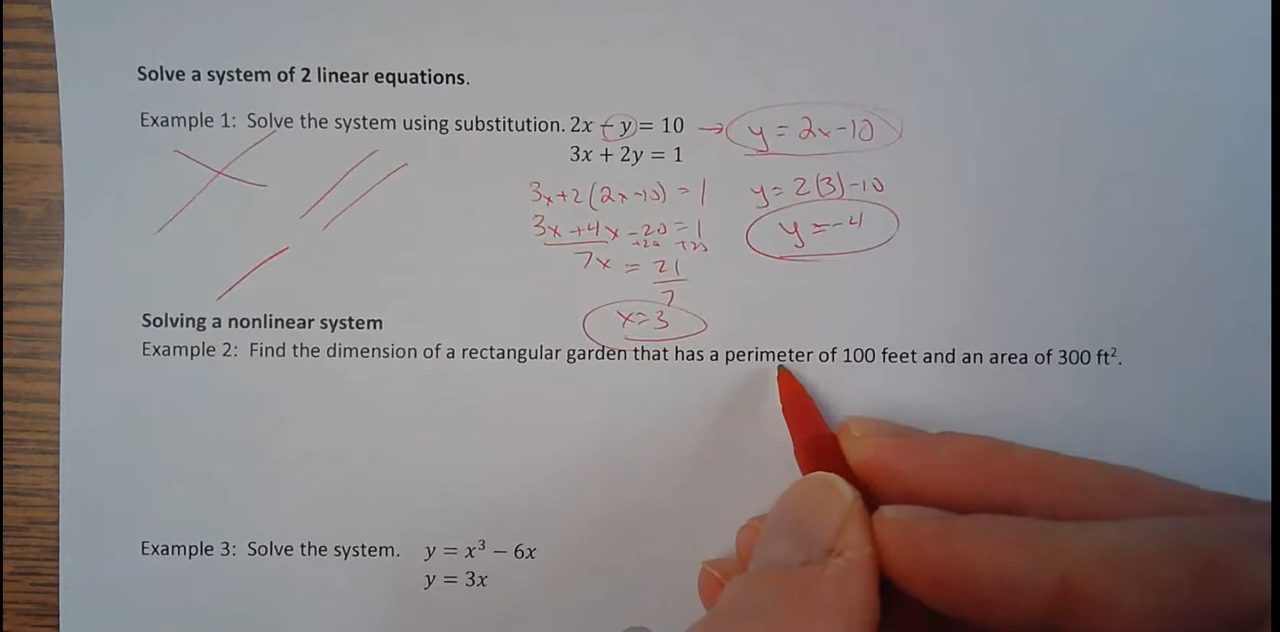 Solve a system of 2 linear equations.
Example 1: Solve the system using substitution. 2x − y = 10 → y = 2x-10
3x + 2y = 1
3x+2(2x-10) = 1 y = 2(3)-10
3x+4x-20=1 y=-4
+20 +20
7x = 21
7
x=3
Solving a nonlinear system
Example 2: Find the dimension of a rectangular garden that has a perimeter of 100 feet and an area of 300 ft².
Example 3: Solve the system. y = x³ − 6x
y = 3x